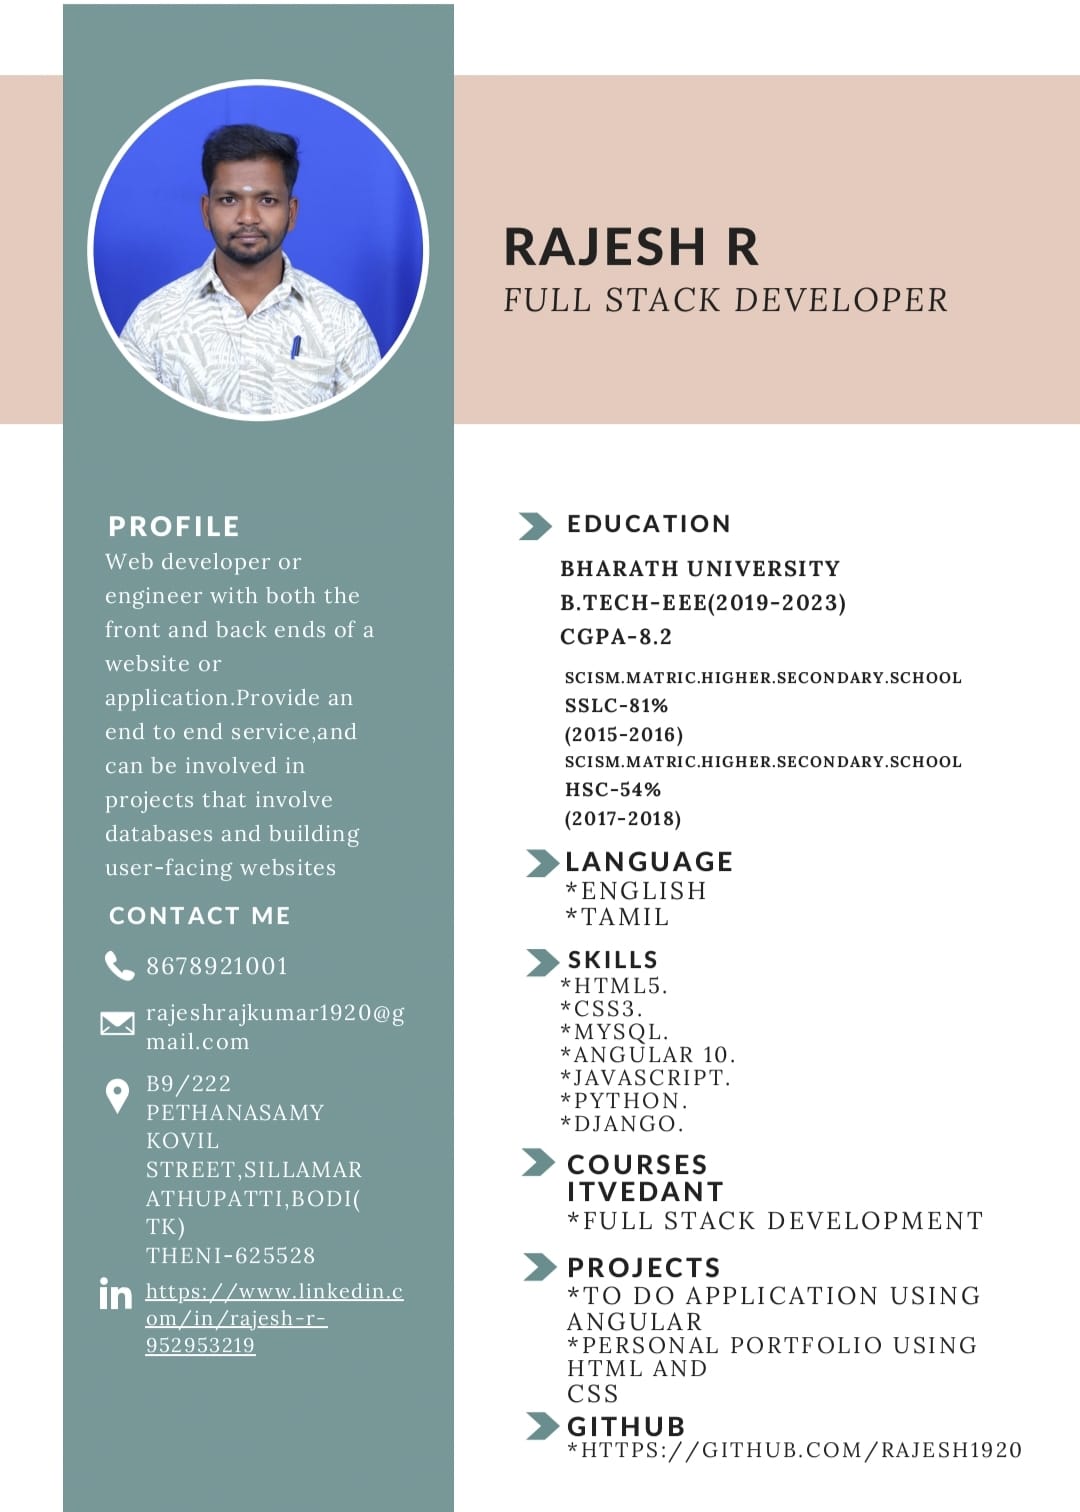 RAJESH R
FULL STACK DEVELOPER
PROFILE
Web developer or
engineer with both the
front and back ends of a
website or
application.Provide an
end to end service,and
can be involved in
projects that involve
databases and building
user-facing websites
CONTACT ME
8678921001
rajeshrajkumar1920@g
mail.com
B9/222
PETHANASAMY
KOVIL
STREET,SILLAMAR
ATHUPATTI,BODI(
TK)
THENI-625528
in
https://www.linkedin.c
om/in/rajesh-r-
952953219
EDUCATION
BHARATH UNIVERSITY
B.TECH-EEE(2019-2023)
CGPA-8.2
SCISM.MATRIC.HIGHER.SECONDARY.SCHOOL
SSLC-81%
(2015-2016)
SCISM.MATRIC.HIGHER.SECONDARY.SCHOOL
HSC-54%
(2017-2018)
LANGUAGE
*ENGLISH
*TAMIL
SKILLS
*HTML5.
*CSS3.
*MYSQL.
*ANGULAR 10.
*JAVASCRIPT.
*PYTHON.
*DJANGO.
COURSES
ITVEDANT
*FULL STACK DEVELOPMENT
PROJECTS
*TO DO APPLICATION USING
ANGULAR
*PERSONAL PORTFOLIO USING
HTML AND
CSS
GITHUB
*HTTPS://GITHUB.COM/RAJESH1920